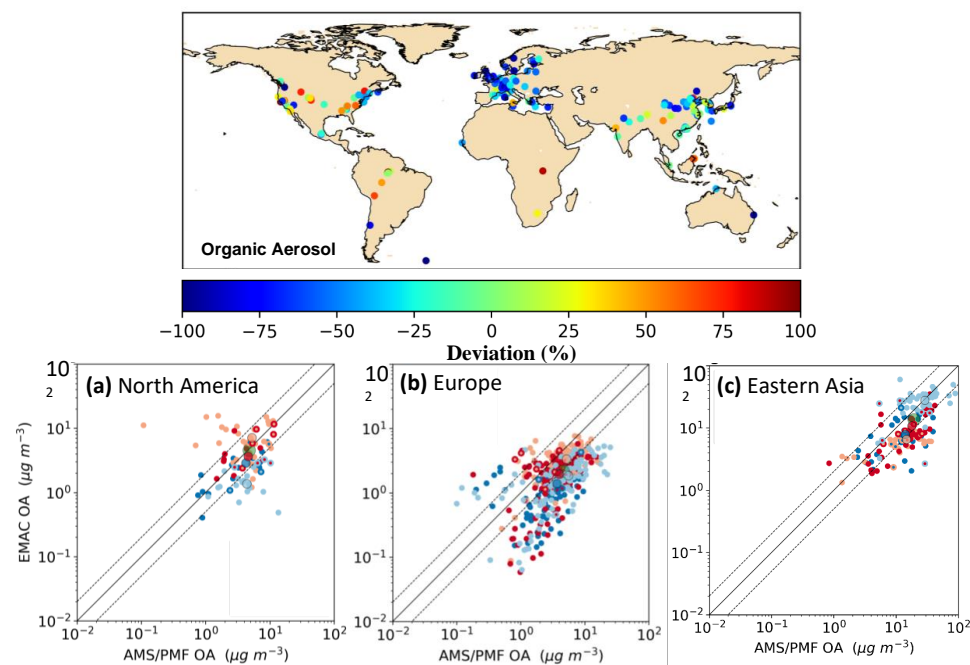 Organic Aerosol
−100 −75 −50 −25 0 25 50 75 100
Deviation (%)
(a) North America
(b) Europe
(c) Eastern Asia
EMAC OA (μg m⁻³)
10
2
10¹
10⁰
10⁻¹
10⁻²
10⁻² 10⁻¹ 10⁰ 10¹ 10²
AMS/PMF OA (μg m⁻³)
10
2
10¹
10⁰
10⁻¹
10⁻²
10⁻² 10⁻¹ 10⁰ 10¹ 10²
AMS/PMF OA (μg m⁻³)
10
2
10¹
10⁰
10⁻¹
10⁻²
10⁻² 10⁻¹ 10⁰ 10¹ 10²
AMS/PMF OA (μg m⁻³)